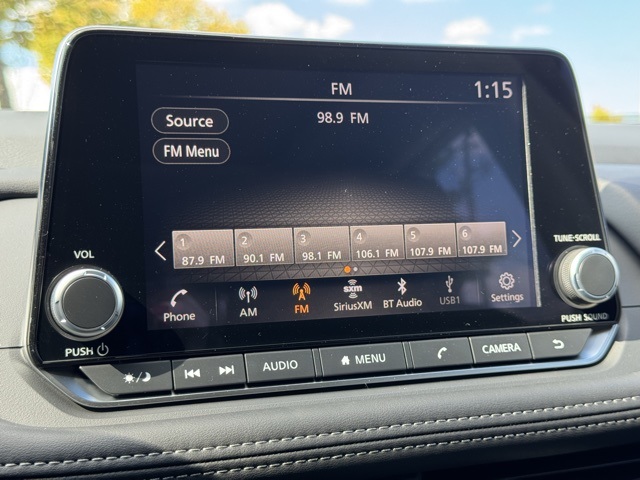 FM
1:15
Source
98.9 FM
FM Menu
1 2 3 4 5 6
87.9 FM 90.1 FM 98.1 FM 106.1 FM 107.9 FM 107.9 FM
Phone AM FM SiriusXM BT Audio USB1 Settings
sxm
VOL
PUSH
TUNE·SCROLL
PUSH SOUND
AUDIO MENU CAMERA